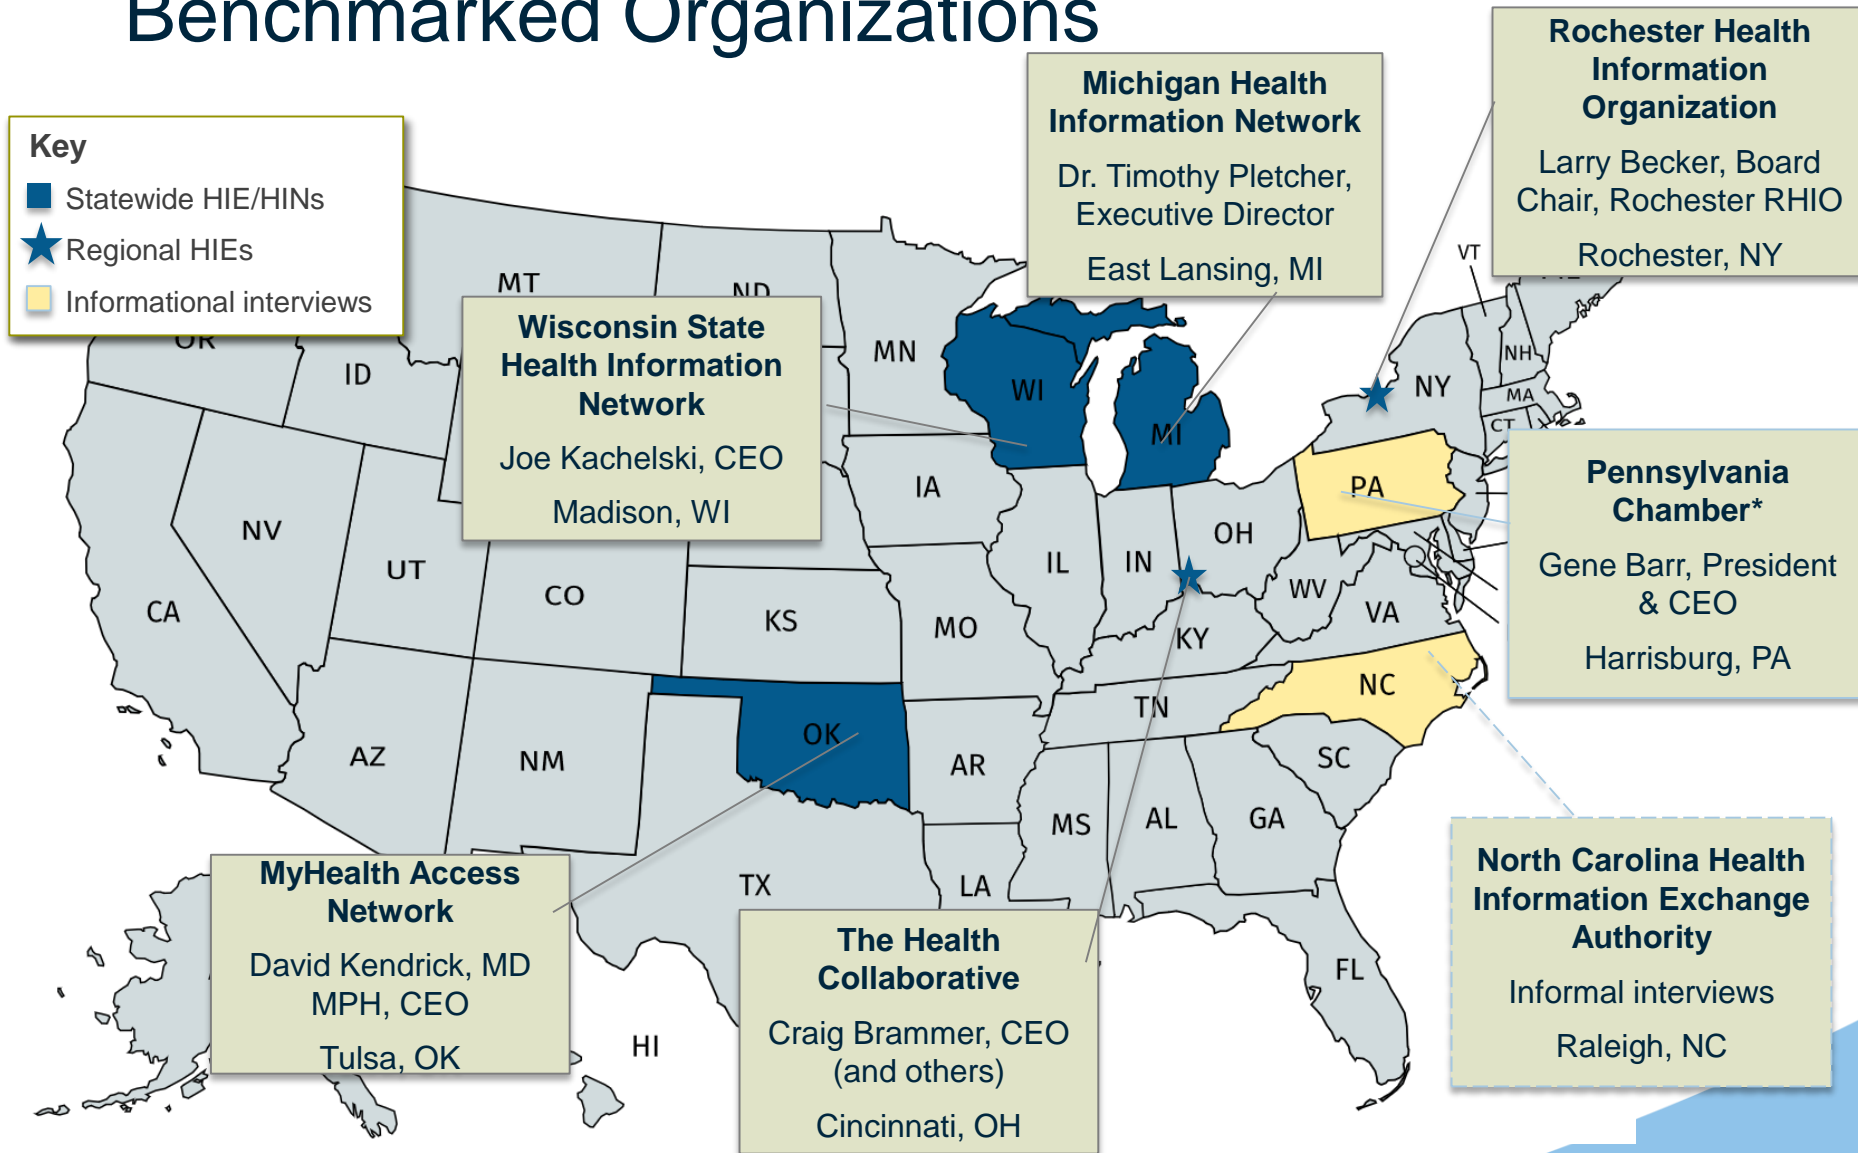 Benchmarked Organizations
Key
Statewide HIE/HINs
Regional HIEs
Informational interviews
Michigan Health
Information Network
Dr. Timothy Pletcher,
Executive Director
East Lansing, MI
Rochester Health
Information
Organization
Larry Becker, Board
Chair, Rochester RHIO
Rochester, NY
Wisconsin State
Health Information
Network
Joe Kachelski, CEO
Madison, WI
Pennsylvania
Chamber*
Gene Barr, President
& CEO
Harrisburg, PA
MyHealth Access
Network
David Kendrick, MD
MPH, CEO
Tulsa, OK
The Health
Collaborative
Craig Brammer, CEO
(and others)
Cincinnati, OH
North Carolina Health
Information Exchange
Authority
Informal interviews
Raleigh, NC
MT
ND
VT
OR
ID
MN
WI
MI
NY
NH
MA
CT
NV
UT
CO
CA
IA
IL
IN
OH
PA
WV
VA
KS
MO
KY
NC
TN
AZ
NM
OK
AR
SC
MS
AL
GA
TX
LA
FL
HI